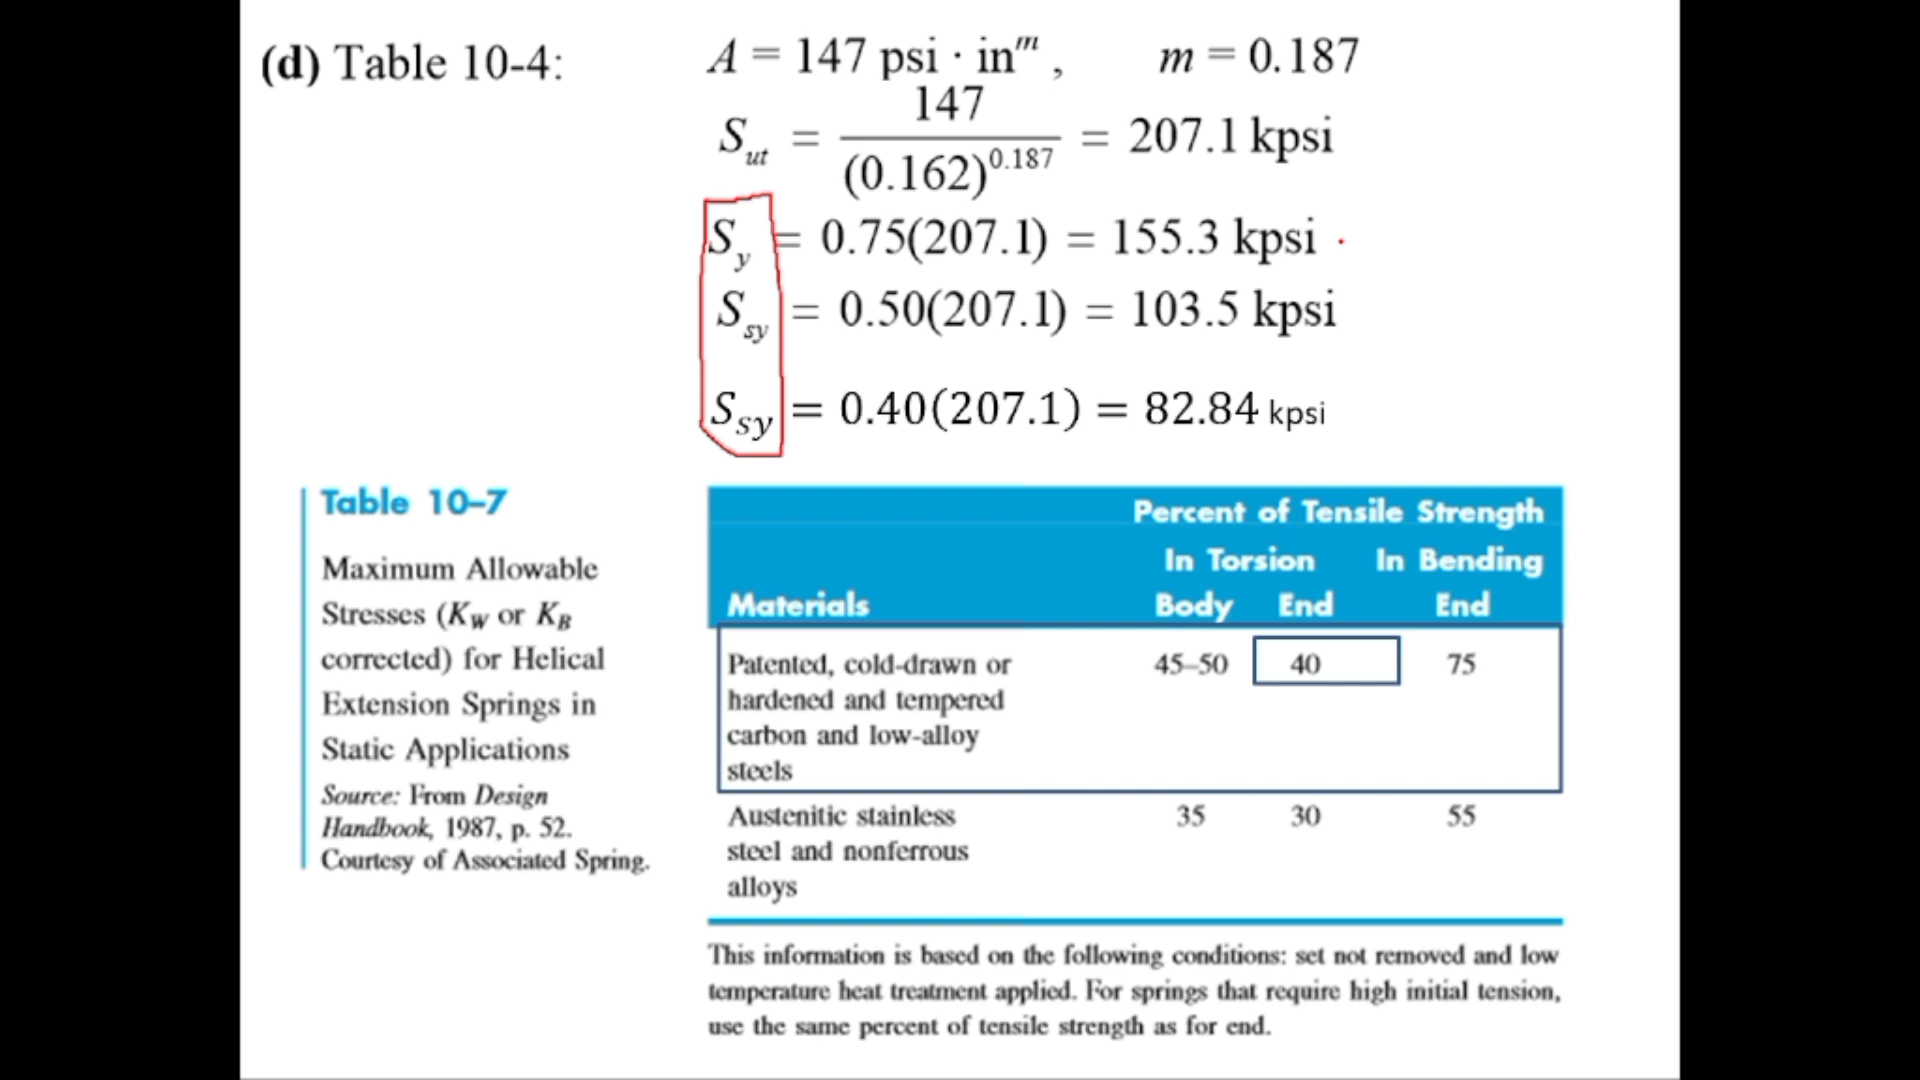 (d) Table 10-4: A = 147 psi · inᵐ , m = 0.187
S_ut = 147 / (0.162)^0.187 = 207.1 kpsi
S_y = 0.75(207.1) = 155.3 kpsi
S_sy = 0.50(207.1) = 103.5 kpsi
S_sy = 0.40(207.1) = 82.84 kpsi
Table 10–7
Maximum Allowable
Stresses (K_W or K_B
corrected) for Helical
Extension Springs in
Static Applications
Source: From Design
Handbook, 1987, p. 52.
Courtesy of Associated Spring.
Percent of Tensile Strength
In Torsion In Bending
Materials Body End End
Patented, cold-drawn or 45–50 40 75
hardened and tempered
carbon and low-alloy
steels
Austenitic stainless 35 30 55
steel and nonferrous
alloys
This information is based on the following conditions: set not removed and low
temperature heat treatment applied. For springs that require high initial tension,
use the same percent of tensile strength as for end.